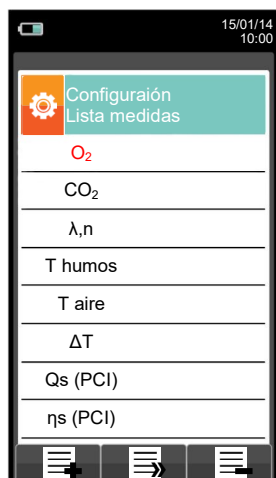 15/01/14
10:00
Configuraión
Lista medidas
O₂
CO₂
λ,n
T humos
T aire
ΔT
Qs (PCI)
ηs (PCI)